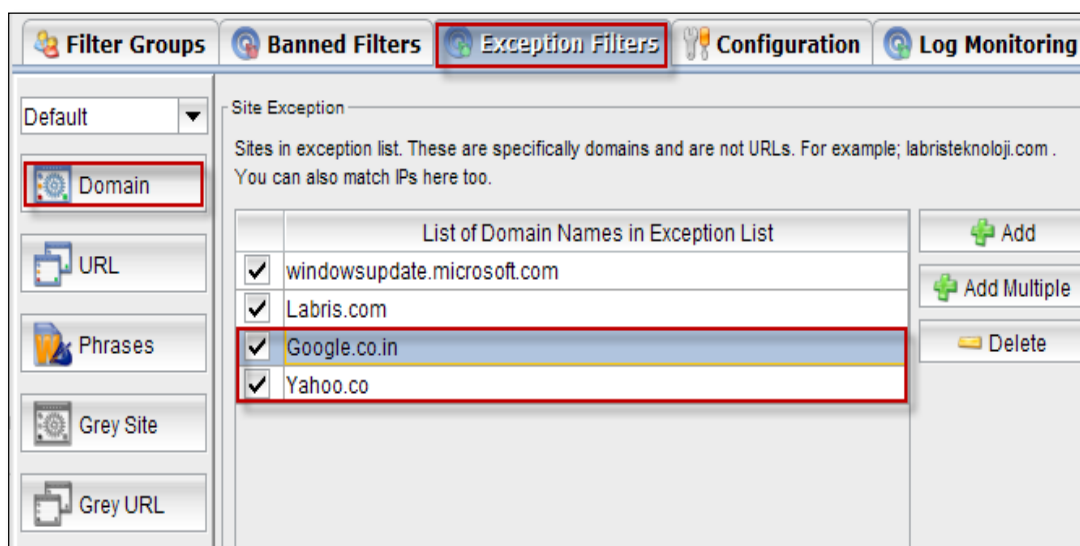 Filter Groups
Banned Filters
Exception Filters
Configuration
Log Monitoring
Default
Domain
URL
Phrases
Grey Site
Grey URL
Site Exception
Sites in exception list. These are specifically domains and are not URLs. For example; labristeknoloji.com .
You can also match IPs here too.
List of Domain Names in Exception List
windowsupdate.microsoft.com
Labris.com
Google.co.in
Yahoo.co
Add
Add Multiple
Delete